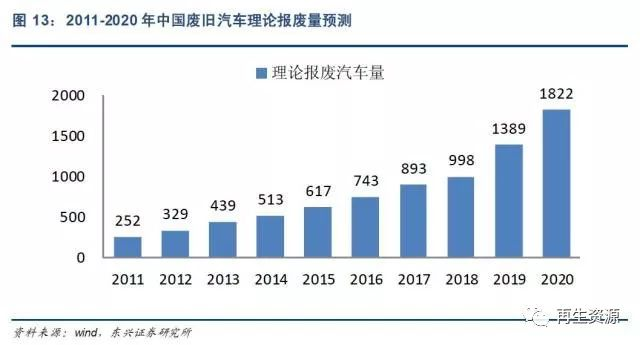 图 13：2011-2020 年中国废旧汽车理论报废量预测
理论报废汽车量
2000
1500
1000
500
0
252 329 439 513 617 743 893 998 1389 1822
2011 2012 2013 2014 2015 2016 2017 2018 2019 2020
资料来源：wind，东兴证券研究所
再生资源